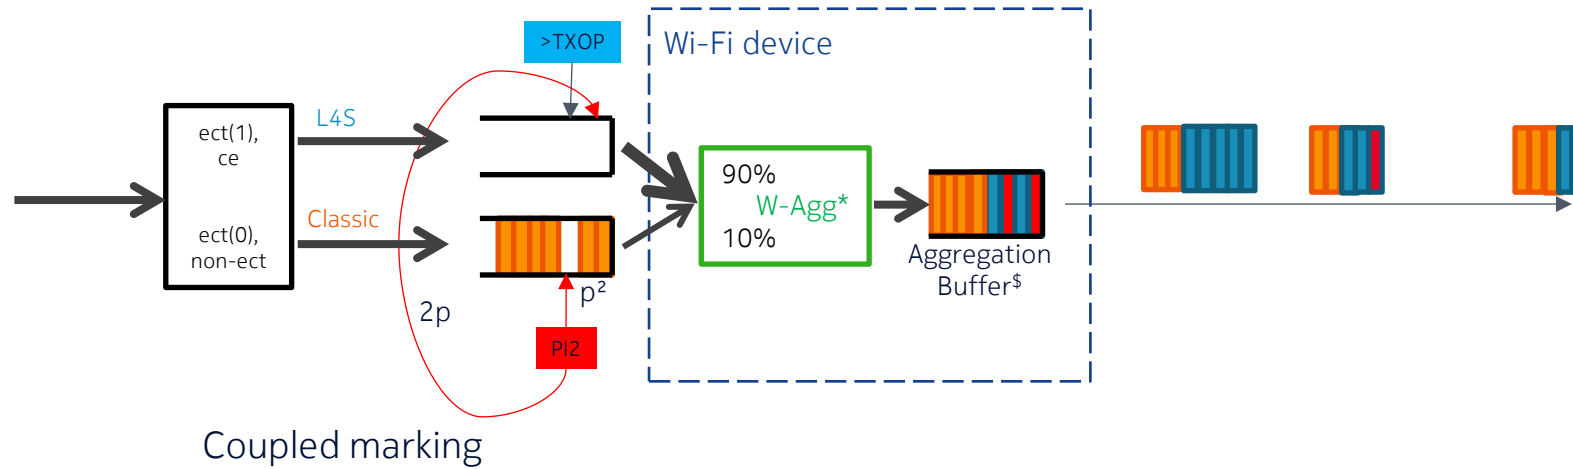 >TXOP
Wi-Fi device
L4S
ect(1),
ce
90%
W-Agg*
10%
Classic
ect(0),
non-ect
Aggregation
Buffer$
p²
2p
PI2
Coupled marking